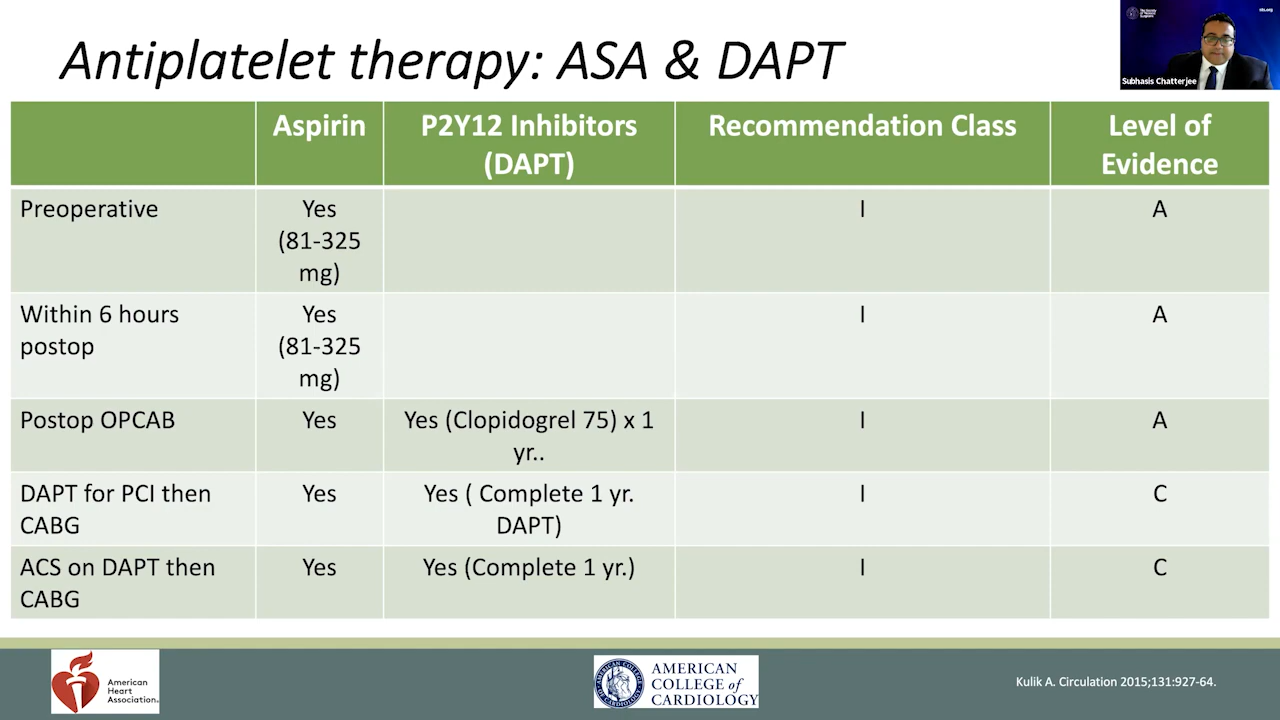 Antiplatelet therapy: ASA & DAPT
sts.org
Subhasis Chatterjee
Aspirin
P2Y12 Inhibitors
(DAPT)
Recommendation Class
Level of
Evidence
Preoperative
Yes
(81-325
mg)
I
A
Within 6 hours
postop
Yes
(81-325
mg)
I
A
Postop OPCAB
Yes
Yes (Clopidogrel 75) x 1
yr..
I
A
DAPT for PCI then
CABG
Yes
Yes ( Complete 1 yr.
DAPT)
I
C
ACS on DAPT then
CABG
Yes
Yes (Complete 1 yr.)
I
C
American
Heart
Association.
AMERICAN
COLLEGE of
CARDIOLOGY
Kulik A. Circulation 2015;131:927-64.